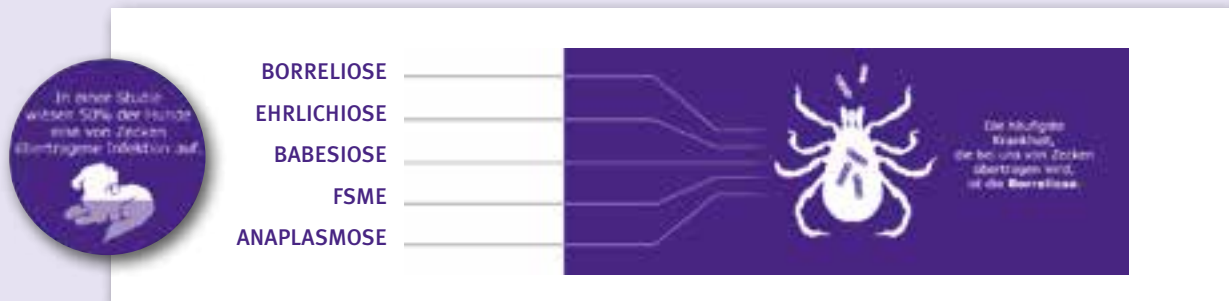 In einer Studie
wiesen 50% der Hunde
eine von Zecken
übertragene Infektion auf.
BORRELIOSE
EHRLICHIOSE
BABESIOSE
FSME
ANAPLASMOSE
Die häufigste
Krankheit,
die bei uns von Zecken
übertragen wird,
ist die Borreliose.